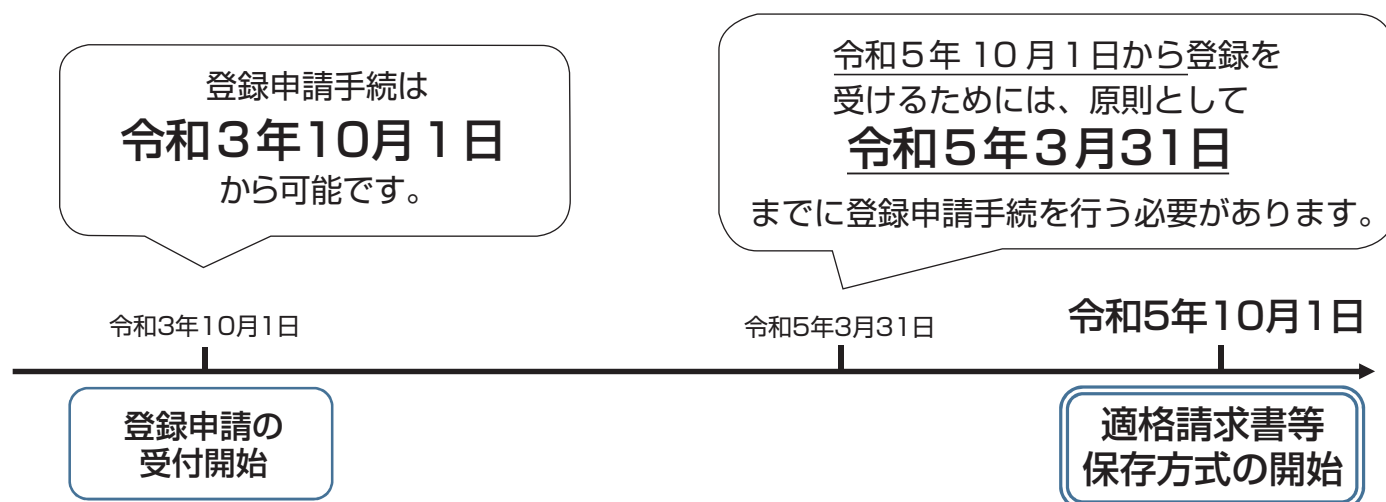 登録申請手続は
令和3年10月1日
から可能です。
令和5年10月1日から登録を
受けるためには、原則として
令和5年3月31日
までに登録申請手続を行う必要があります。
令和3年10月1日
令和5年3月31日
令和5年10月1日
登録申請の
受付開始
適格請求書等
保存方式の開始